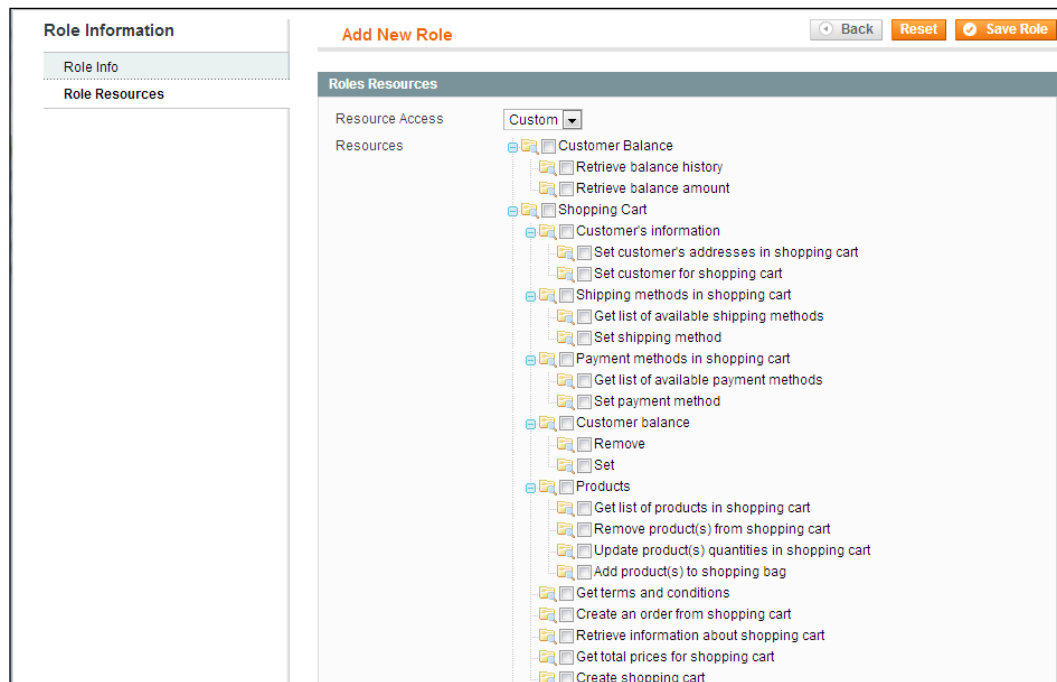 Role Information
Role Info
Role Resources
Add New Role
Back
Reset
Save Role
Roles Resources
Resource Access
Custom
Resources
Customer Balance
Retrieve balance history
Retrieve balance amount
Shopping Cart
Customer's information
Set customer's addresses in shopping cart
Set customer for shopping cart
Shipping methods in shopping cart
Get list of available shipping methods
Set shipping method
Payment methods in shopping cart
Get list of available payment methods
Set payment method
Customer balance
Remove
Set
Products
Get list of products in shopping cart
Remove product(s) from shopping cart
Update product(s) quantities in shopping cart
Add product(s) to shopping bag
Get terms and conditions
Create an order from shopping cart
Retrieve information about shopping cart
Get total prices for shopping cart
Create shopping cart